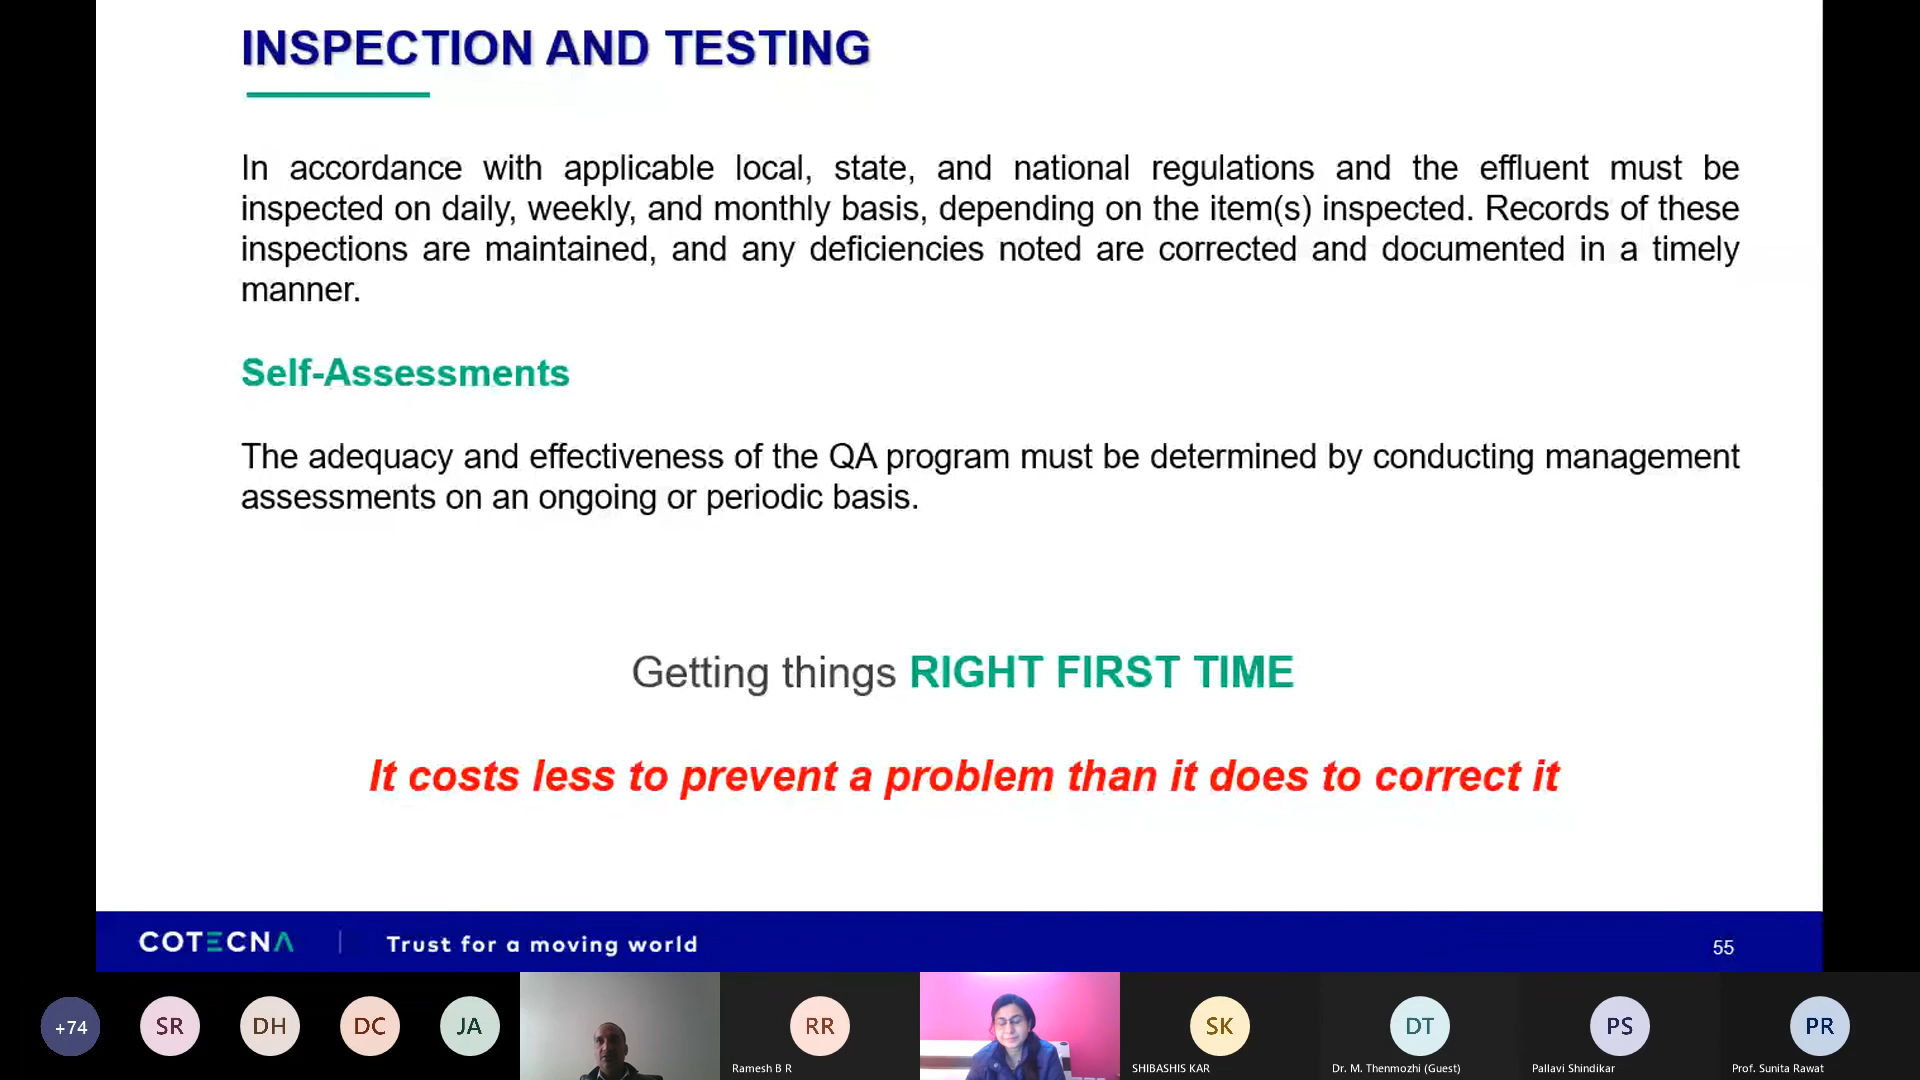 INSPECTION AND TESTING
In accordance with applicable local, state, and national regulations and the effluent must be
inspected on daily, weekly, and monthly basis, depending on the item(s) inspected. Records of these
inspections are maintained, and any deficiencies noted are corrected and documented in a timely
manner.
Self-Assessments
The adequacy and effectiveness of the QA program must be determined by conducting management
assessments on an ongoing or periodic basis.
Getting things RIGHT FIRST TIME
It costs less to prevent a problem than it does to correct it
COTECNA | Trust for a moving world
55
+74 SR DH DC JA RR SK DT PS PR
Ramesh B R SHIBASHIS KAR Dr. M. Thenmozhi (Guest) Pallavi Shindikar Prof. Sunita Rawat